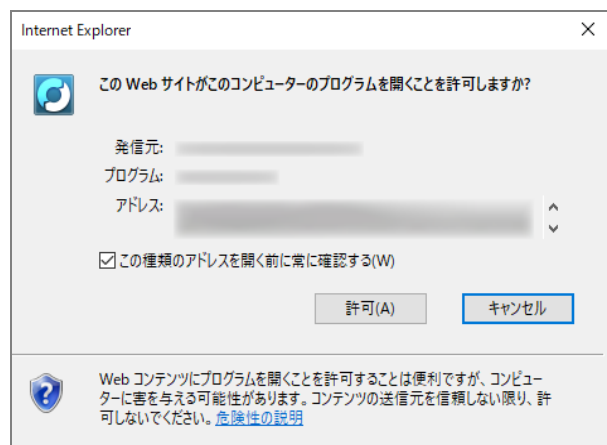 Internet Explorer
この Web サイトがこのコンピューターのプログラムを開くことを許可しますか?
発信元:
プログラム:
アドレス:
この種類のアドレスを開く前に常に確認する(W)
許可(A)
キャンセル
Web コンテンツにプログラムを開くことを許可することは便利ですが、コンピュー
ターに害を与える可能性があります。コンテンツの送信元を信頼しない限り、許
可しないでください。危険性の説明